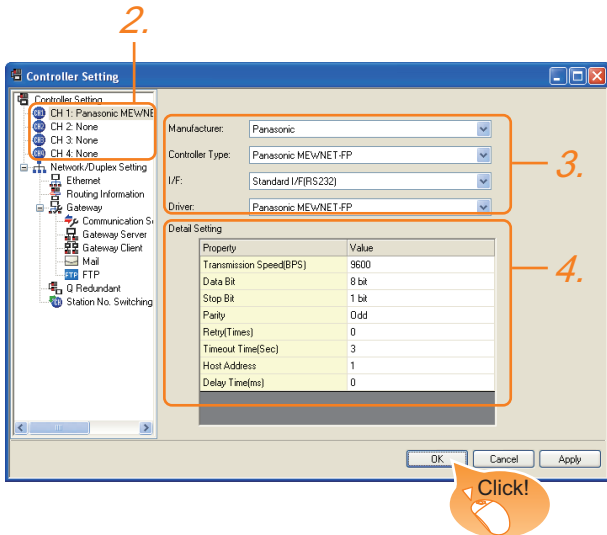 2.
Controller Setting
Controller Setting
CH 1: Panasonic MEWNE
CH 2: None
CH 3: None
CH 4: None
Network/Duplex Setting
Ethernet
Routing Information
Gateway
Communication S
Gateway Server
Gateway Client
Mail
FTP FTP
Q Redundant
Station No. Switching
Manufacturer: Panasonic
Controller Type: Panasonic MEWNET-FP
I/F: Standard I/F(RS232)
Driver: Panasonic MEWNET-FP
3.
Detail Setting
Property Value
Transmission Speed(BPS) 9600
Data Bit 8 bit
Stop Bit 1 bit
Parity Odd
Retry(Times) 0
Timeout Time(Sec) 3
Host Address 1
Delay Time(ms) 0
4.
OK Cancel Apply
Click!